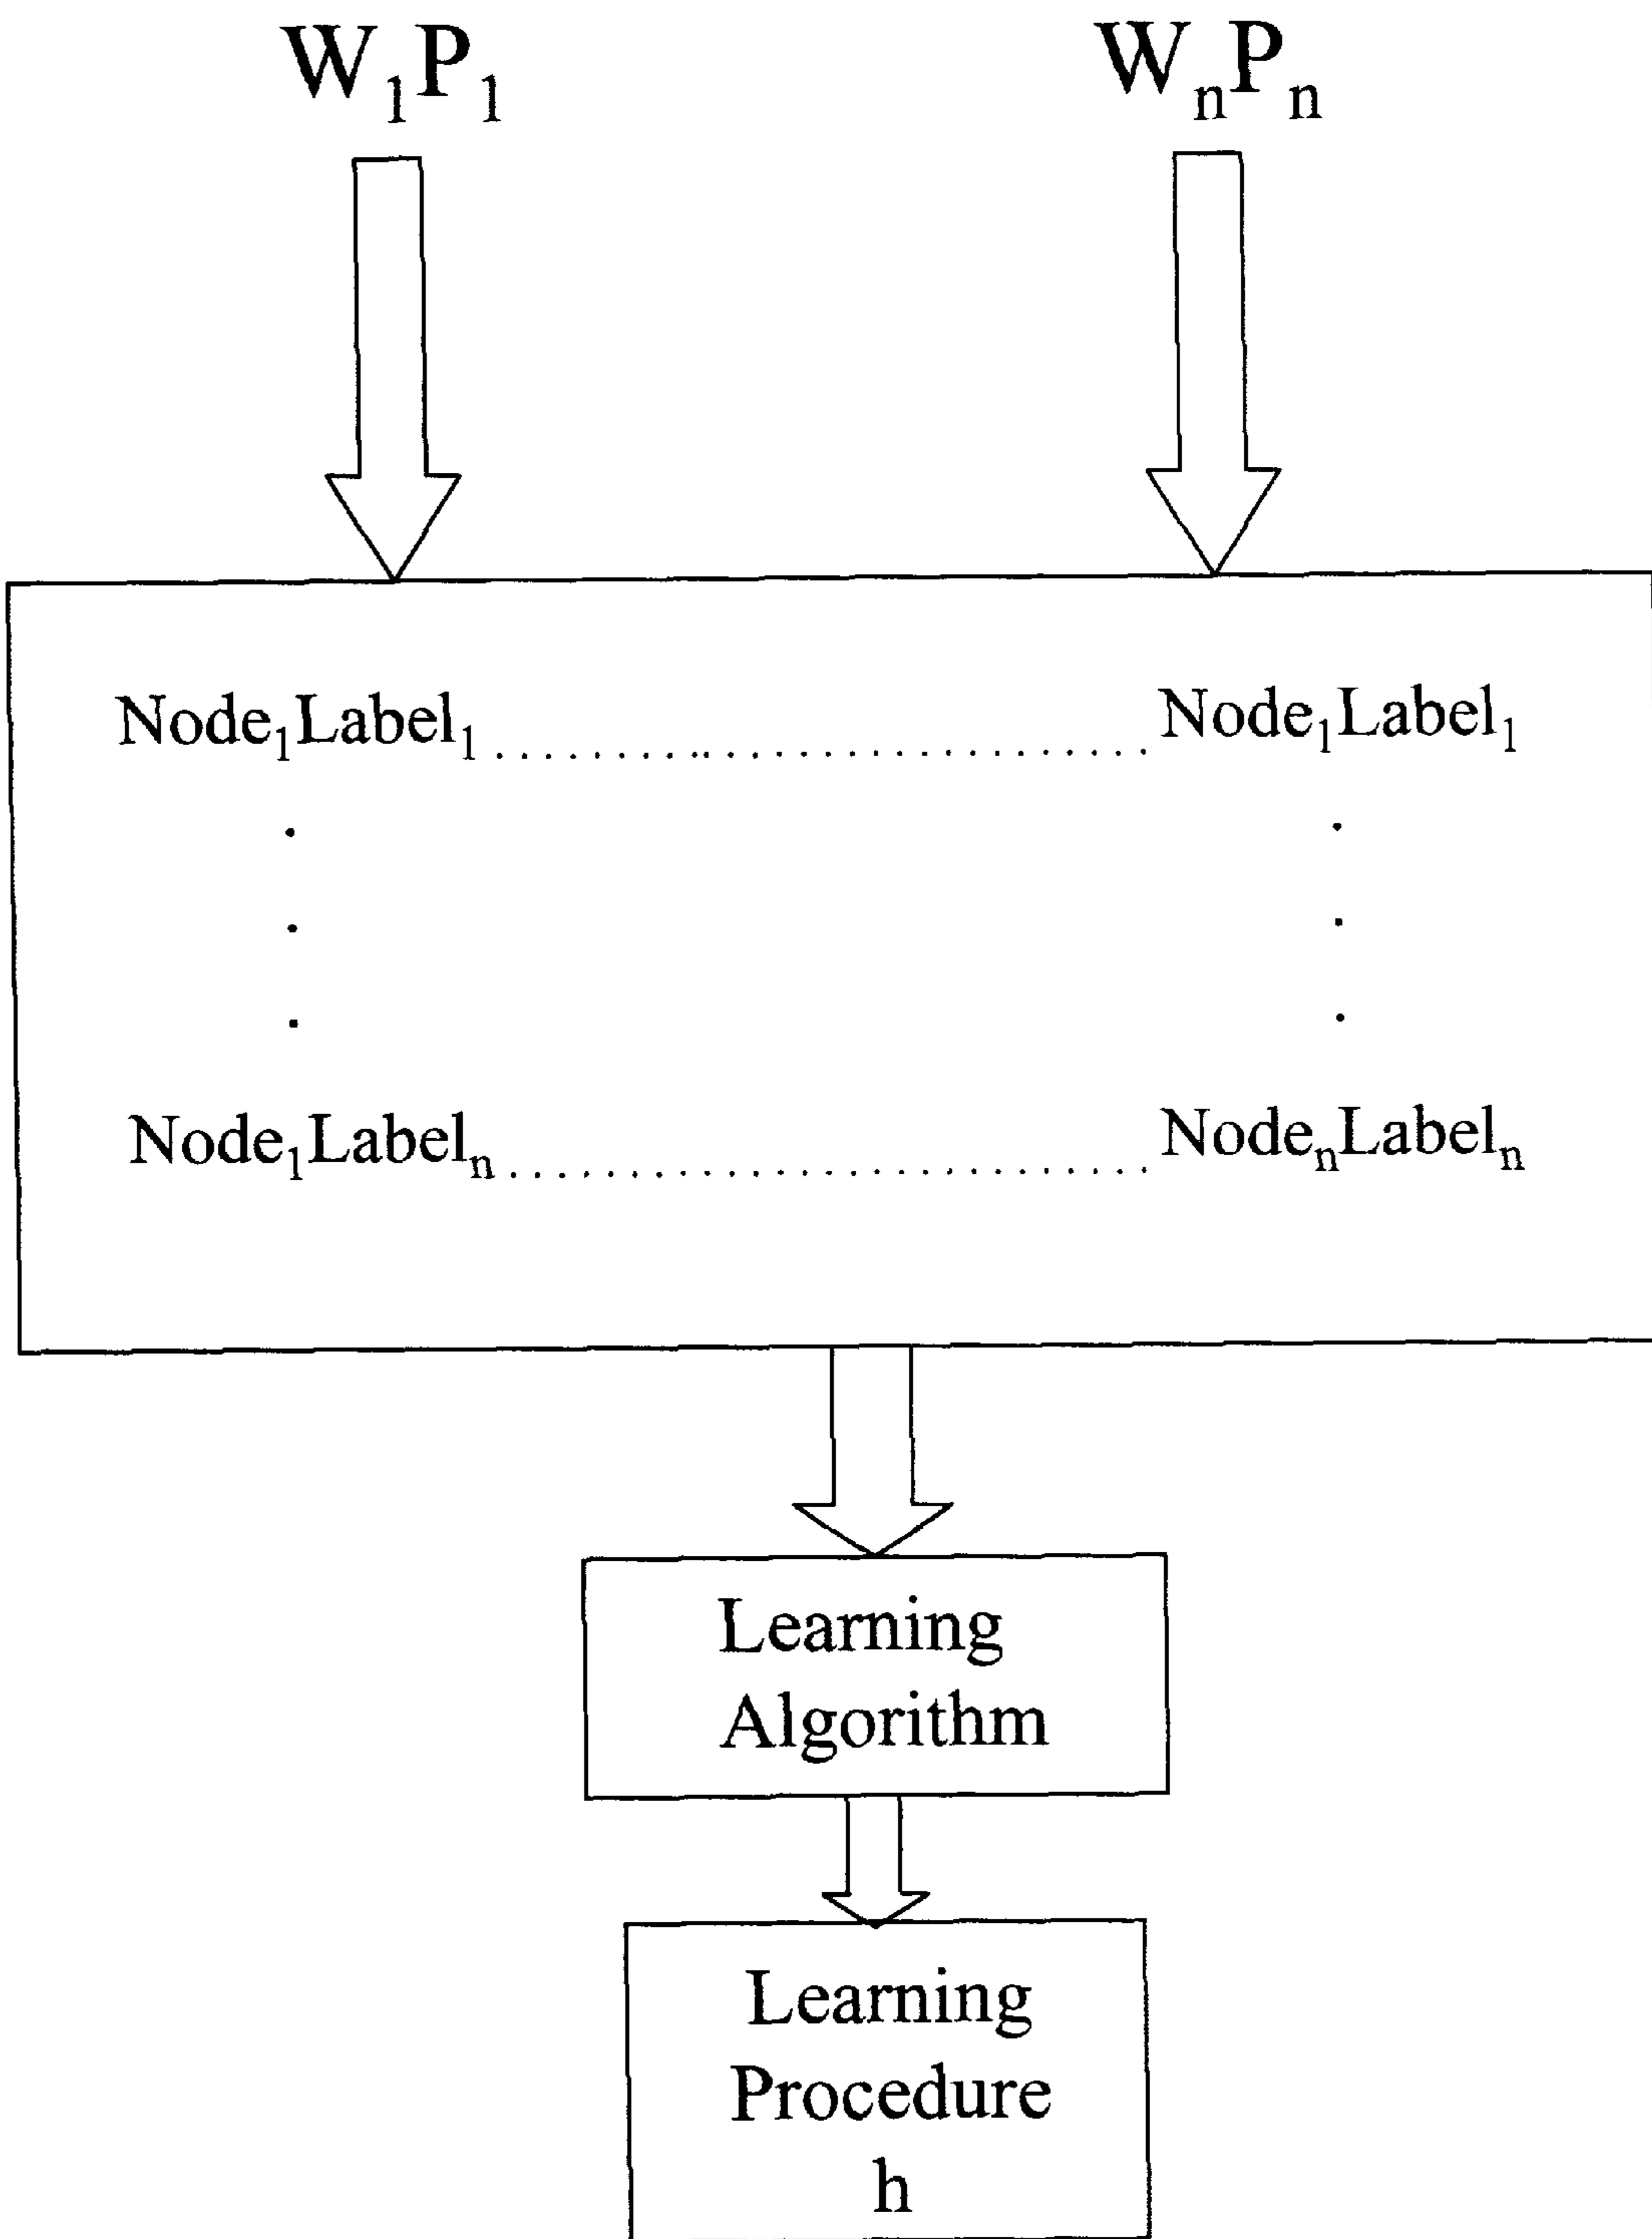 W₁P₁ WₙPₙ
Node₁Label₁ ........................... Node₁Label₁
. .
. .
. .
Node₁Labelₙ ........................... NodeₙLabelₙ
Learning
Algorithm
Learning
Procedure
h